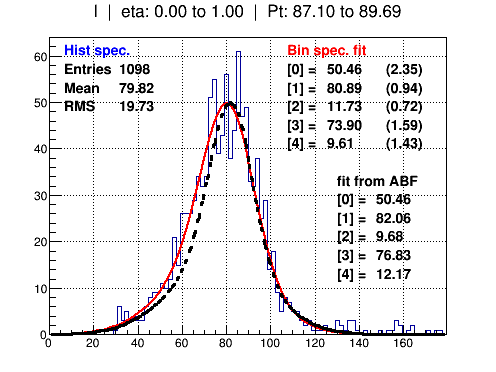 I | eta: 0.00 to 1.00 | Pt: 87.10 to 89.69
Hist spec.
Entries 1098
Mean 79.82
RMS 19.73
Bin spec. fit
[0] = 50.46 (2.35)
[1] = 80.89 (0.94)
[2] = 11.73 (0.72)
[3] = 73.90 (1.59)
[4] = 9.61 (1.43)
fit from ABF
[0] = 50.46
[1] = 82.06
[2] = 9.68
[3] = 76.83
[4] = 12.17
60
50
40
30
20
10
0
0 20 40 60 80 100 120 140 160